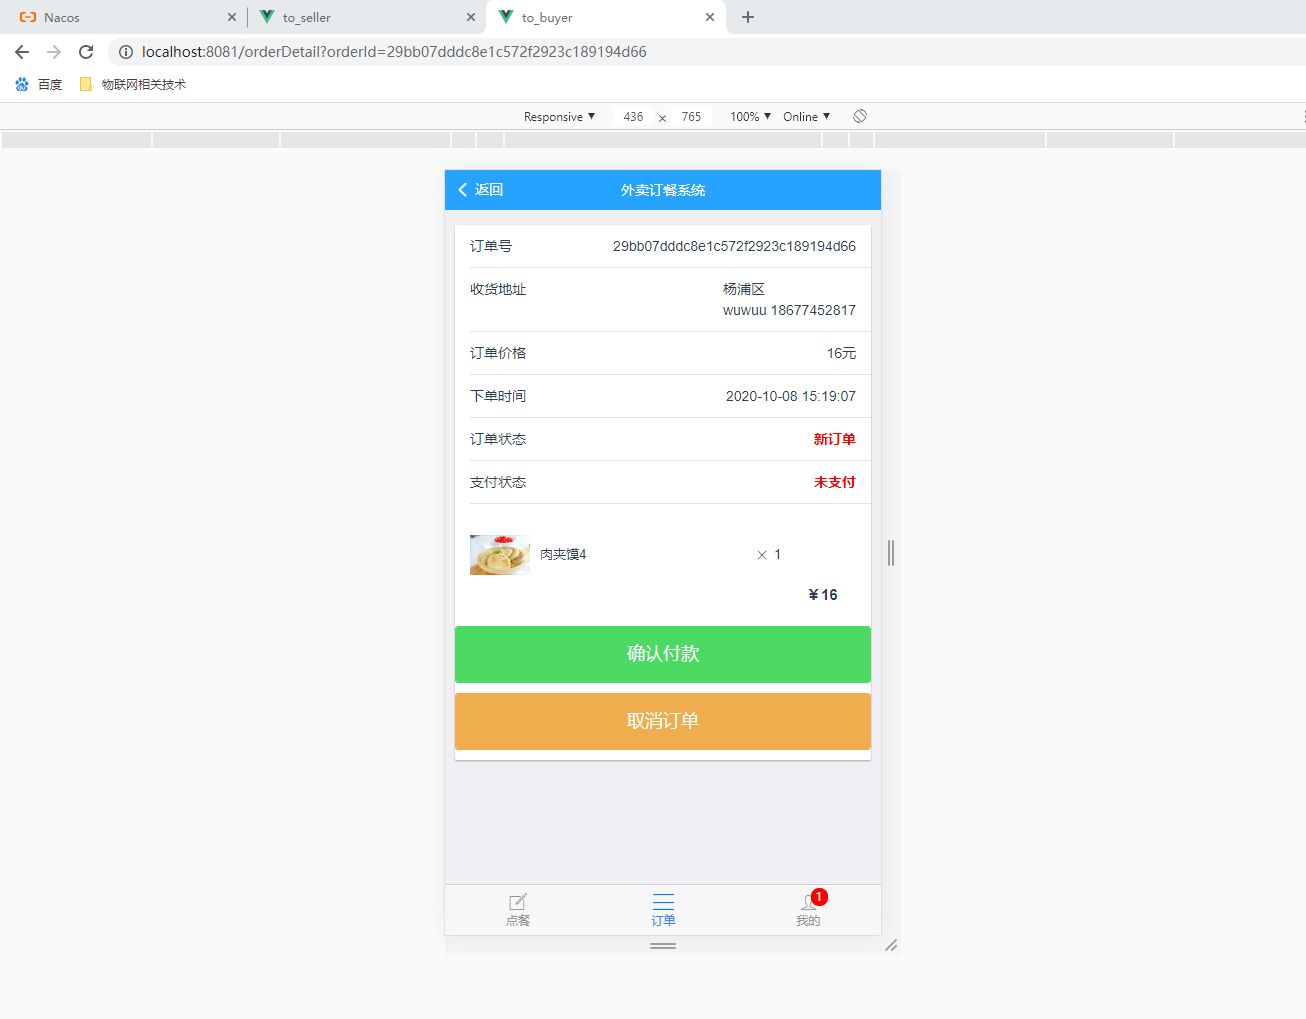 Nacos
to_seller
to_buyer
localhost:8081/orderDetail?orderId=29bb07dddc8e1c572f2923c189194d66
百度
物联网相关技术
Responsive ▼ 436 × 765 100% ▼ Online ▼
返回 外卖订餐系统
订单号 29bb07dddc8e1c572f2923c189194d66
收货地址 杨浦区
wuwuu 18677452817
订单价格 16元
下单时间 2020-10-08 15:19:07
订单状态 新订单
支付状态 未支付
肉夹馍4 × 1
¥16
确认付款
取消订单
1
点餐 订单 我的